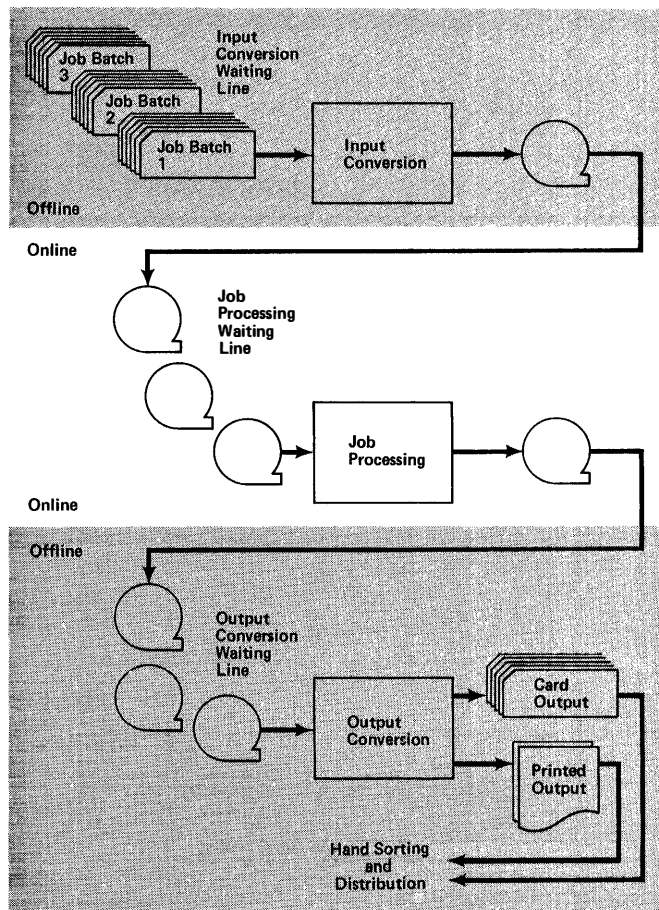 Input
Conversion
Waiting
Line
Job Batch
3
Job Batch
2
Job Batch
1
Input
Conversion
Offline
Online
Job
Processing
Waiting
Line
Job
Processing
Online
Offline
Output
Conversion
Waiting
Line
Output
Conversion
Card
Output
Printed
Output
Hand Sorting
and
Distribution